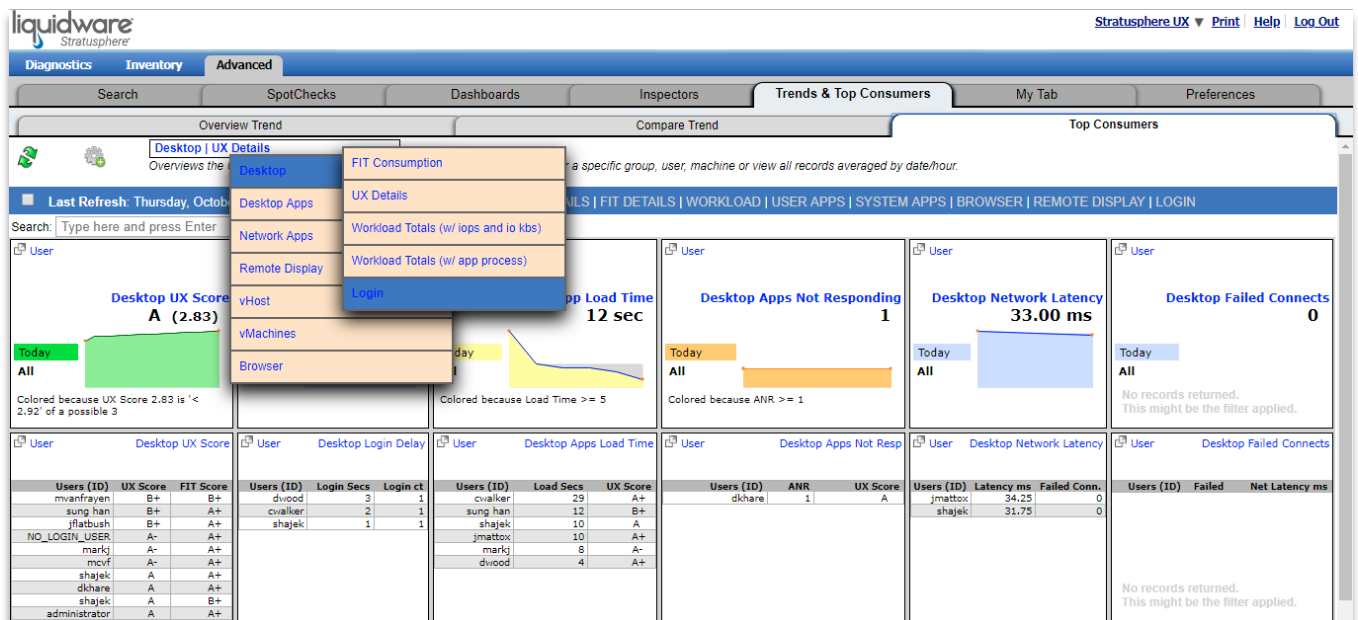 liquidware
Stratusphere
Stratusphere UX ▼ Print Help Log Out
Diagnostics Inventory Advanced
Search SpotChecks Dashboards Inspectors Trends & Top Consumers My Tab Preferences
Overview Trend Compare Trend Top Consumers
Desktop | UX Details
Overviews the a specific group, user, machine or view all records averaged by date/hour.
Last Refresh: Thursday, Octob ILS | FIT DETAILS | WORKLOAD | USER APPS | SYSTEM APPS | BROWSER | REMOTE DISPLAY | LOGIN
Search: Type here and press Enter
Desktop
Desktop Apps
Network Apps
Remote Display
vHost
vMachines
Browser
FIT Consumption
UX Details
Workload Totals (w/ iops and io kbs)
Workload Totals (w/ app process)
Login
User
Desktop UX Score
A (2.83)
Today
All
Colored because UX Score 2.83 is '<
2.92' of a possible 3
pp Load Time
12 sec
day
Colored because Load Time >= 5
User
Desktop Apps Not Responding
1
Today
All
Colored because ANR >= 1
User
Desktop Network Latency
33.00 ms
Today
All
User
Desktop Failed Connects
0
Today
All
No records returned.
This might be the filter applied.
User Desktop UX Score
Users (ID) UX Score FIT Score
mvanfrayen B+ B+
sung han B+ A+
jflatbush B+ A+
NO_LOGIN_USER A- A+
markj A- A+
mcvf A- A+
shajek A A+
dkhare A A+
shajek A B+
administrator A A+
User Desktop Login Delay
Users (ID) Login Secs Login ct
dwood 3 1
cwalker 2 1
shajek 1 1
User Desktop Apps Load Time
Users (ID) Load Secs UX Score
cwalker 29 A+
sung han 12 B+
shajek 10 A
jmattox 10 A+
markj 8 A-
dwood 4 A+
User Desktop Apps Not Resp
Users (ID) ANR UX Score
dkhare 1 A
User Desktop Network Latency
Users (ID) Latency ms Failed Conn.
jmattox 34.25 0
shajek 31.75 0
User Desktop Failed Connects
Users (ID) Failed Net Latency ms
No records returned.
This might be the filter applied.